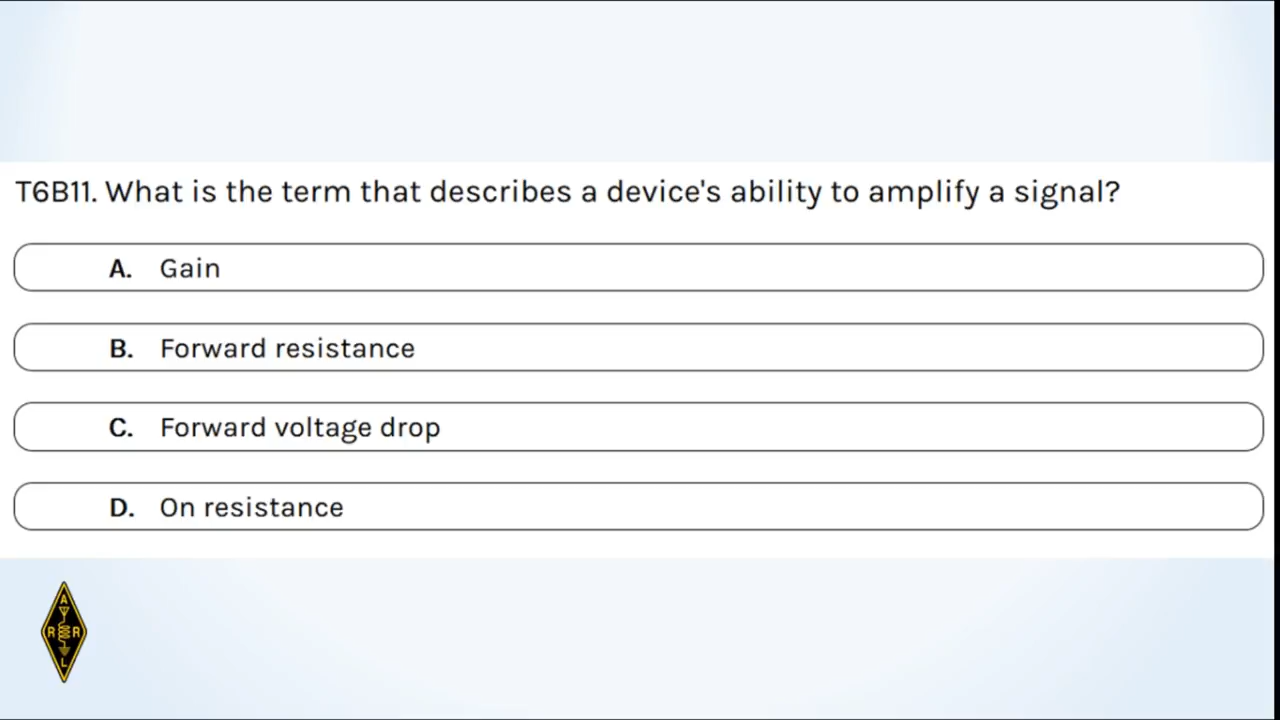 T6B11. What is the term that describes a device's ability to amplify a signal?
A. Gain
B. Forward resistance
C. Forward voltage drop
D. On resistance
A
R R
L